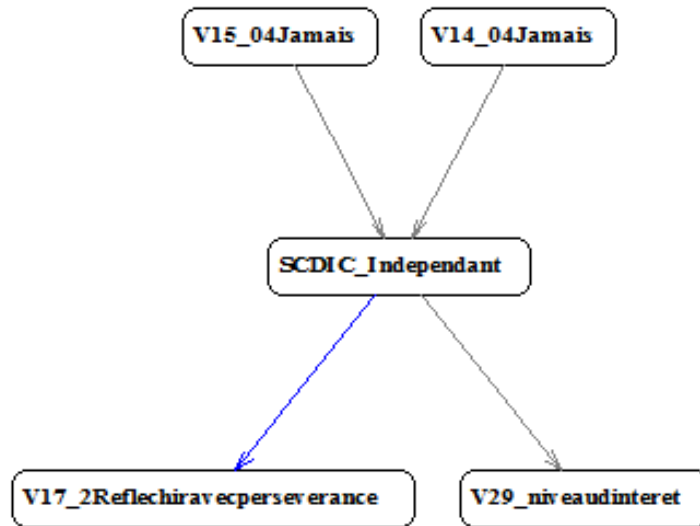 V15_04Jamais
V14_04Jamais
SCDIC_Independant
V17_2Reflechiravecperseverance
V29_niveaudinteret